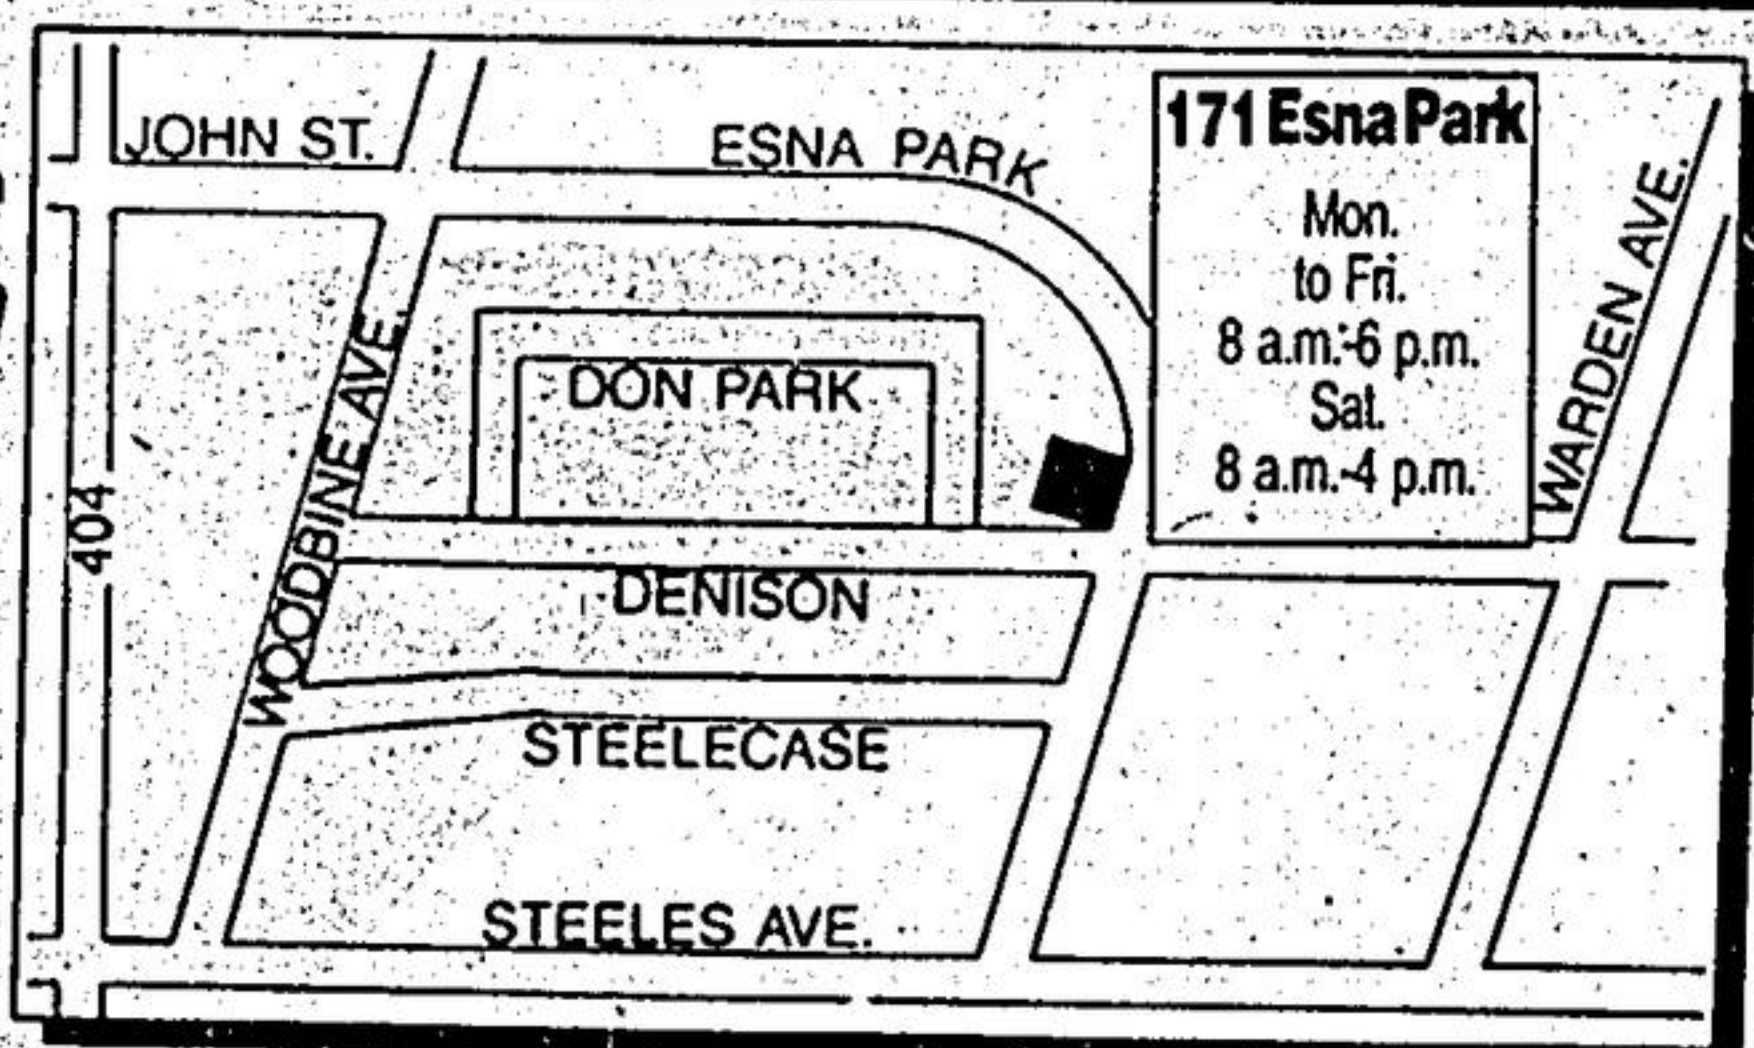 JOHN ST.
ESNA PARK
171 Esna Park
Mon.
to Fri.
8 a.m.-6 p.m.
Sat.
8 a.m.-4 p.m.
WARDEN AVE.
WOODBINE AVE.
DON PARK
404
DENISON
STEELECASE
STEELES AVE.